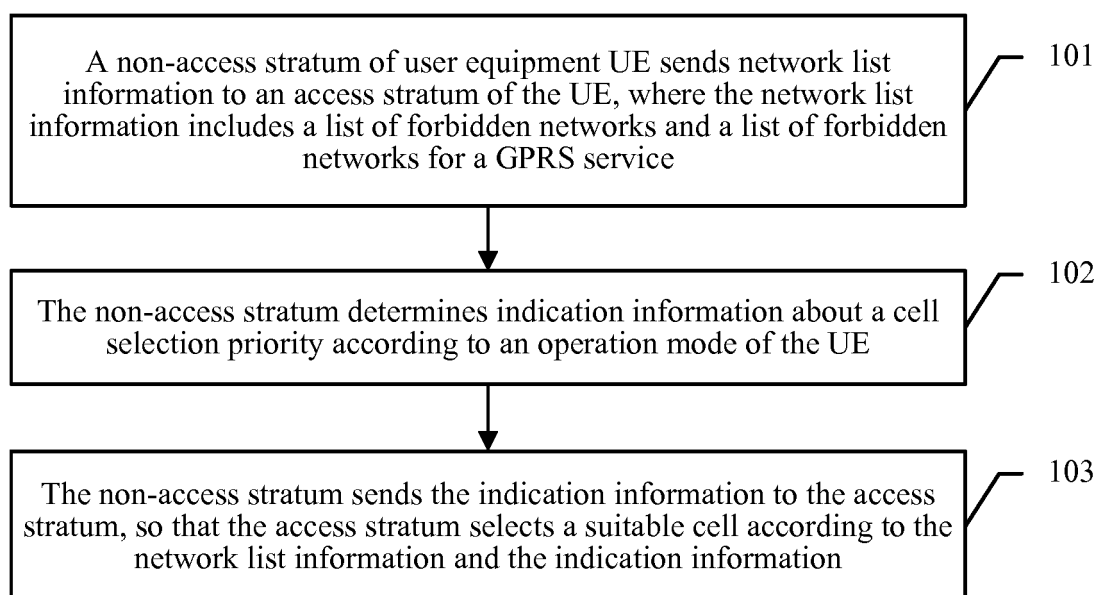 A non-access stratum of user equipment UE sends network list
information to an access stratum of the UE, where the network list
information includes a list of forbidden networks and a list of forbidden
networks for a GPRS service
101
The non-access stratum determines indication information about a cell
selection priority according to an operation mode of the UE
102
The non-access stratum sends the indication information to the access
stratum, so that the access stratum selects a suitable cell according to the
network list information and the indication information
103